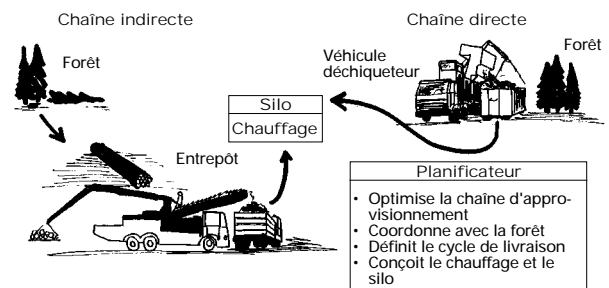 Chaîne indirecte
Forêt
Entrepôt
Silo
Chauffage
Chaîne directe
Véhicule
déchiqueteur
Forêt
Planificateur
• Optimise la chaîne d'appro-
visionnement
• Coordonne avec la forêt
• Définit le cycle de livraison
• Conçoit le chauffage et le
silo